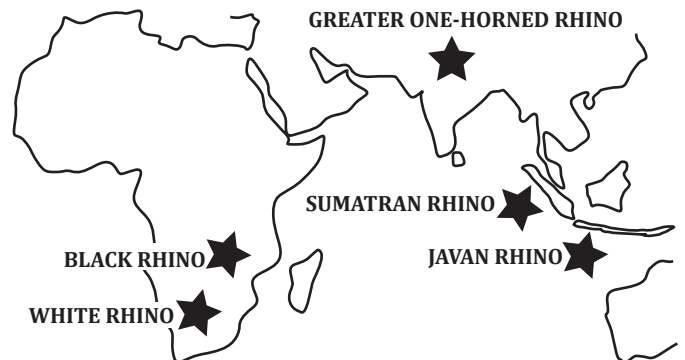 GREATER ONE-HORNED RHINO
SUMATRAN RHINO
JAVAN RHINO
BLACK RHINO
WHITE RHINO